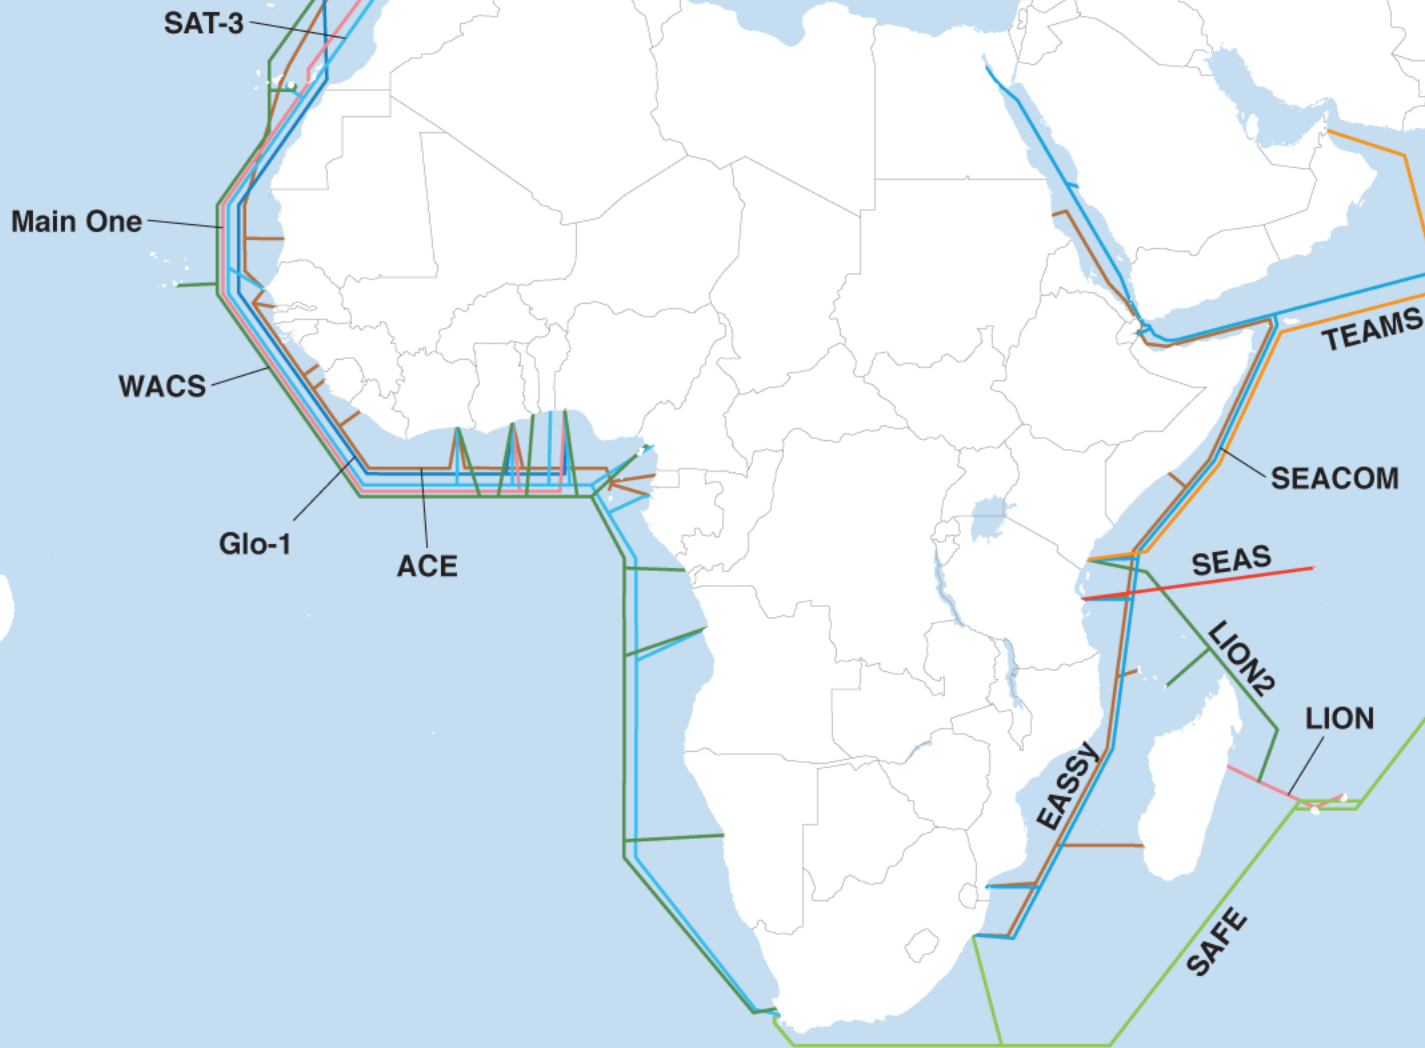 SAT-3
Main One
TEAMS
WACS
SEACOM
Glo-1
ACE
SEAS
LION2
LION
EASSy
SAFE